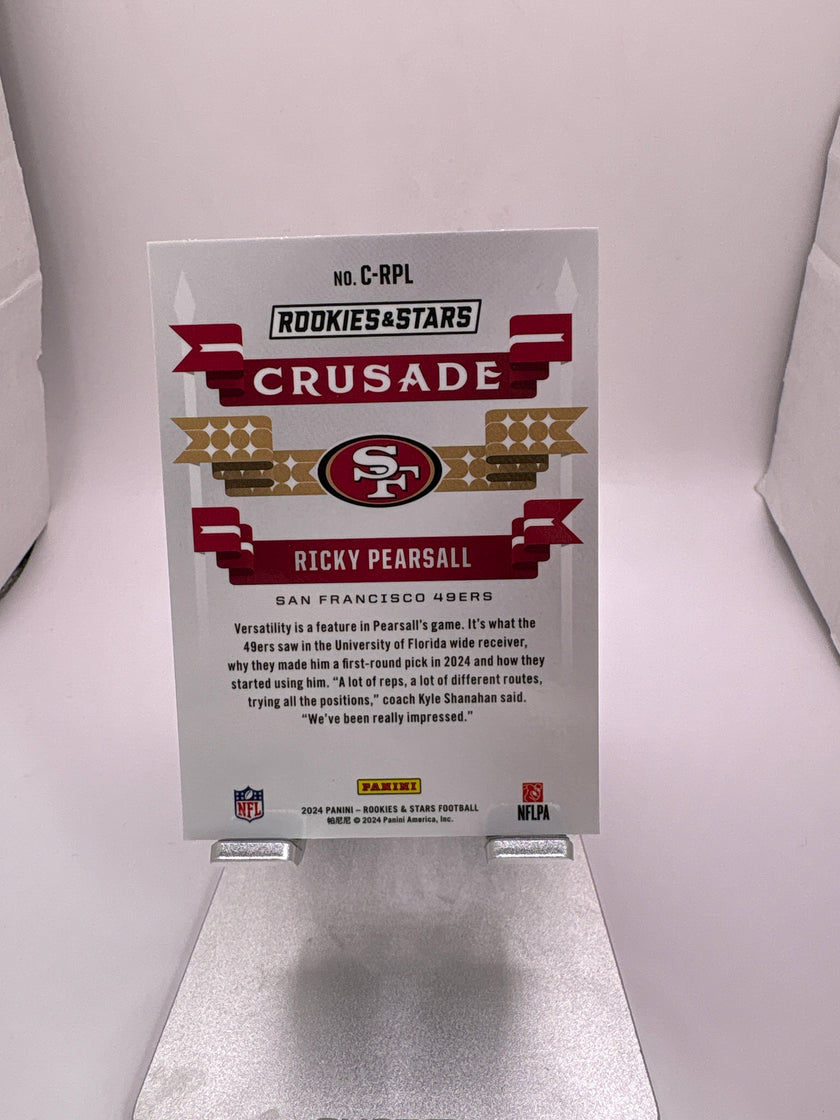 NO. C-RPL
ROOKIES&STARS
CRUSADE
SF
RICKY PEARSALL
SAN FRANCISCO 49ERS
Versatility is a feature in Pearsall's game. It's what the
49ers saw in the University of Florida wide receiver,
why they made him a first-round pick in 2024 and how they
started using him. “A lot of reps, a lot of different routes,
trying all the positions,” coach Kyle Shanahan said.
“We've been really impressed.”
PANINI
NFL
2024 PANINI – ROOKIES & STARS FOOTBALL
帕尼尼 © 2024 Panini America, Inc.
NFLPA